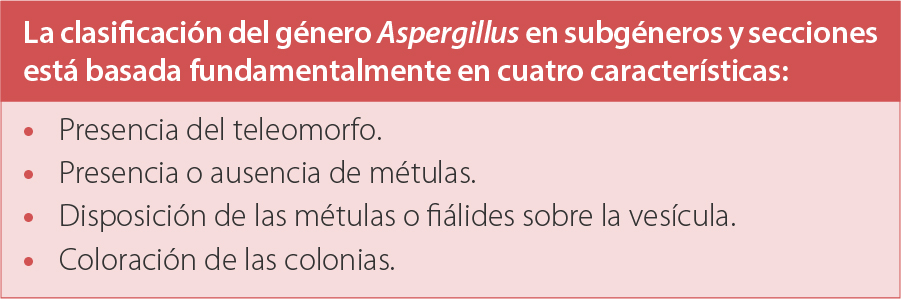 La clasificación del género Aspergillus en subgéneros y secciones
está basada fundamentalmente en cuatro características:
• Presencia del teleomorfo.
• Presencia o ausencia de métulas.
• Disposición de las métulas o fiálides sobre la vesícula.
• Coloración de las colonias.